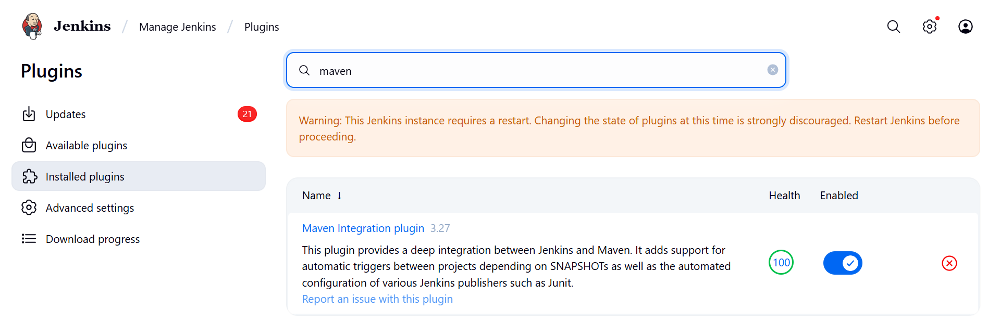 Jenkins / Manage Jenkins / Plugins
Plugins
Updates 21
Available plugins
Installed plugins
Advanced settings
Download progress
maven
Warning: This Jenkins instance requires a restart. Changing the state of plugins at this time is strongly discouraged. Restart Jenkins before
proceeding.
Name ↓ Health Enabled
Maven Integration plugin 3.27
This plugin provides a deep integration between Jenkins and Maven. It adds support for
automatic triggers between projects depending on SNAPSHOTs as well as the automated
configuration of various Jenkins publishers such as Junit.
Report an issue with this plugin
100